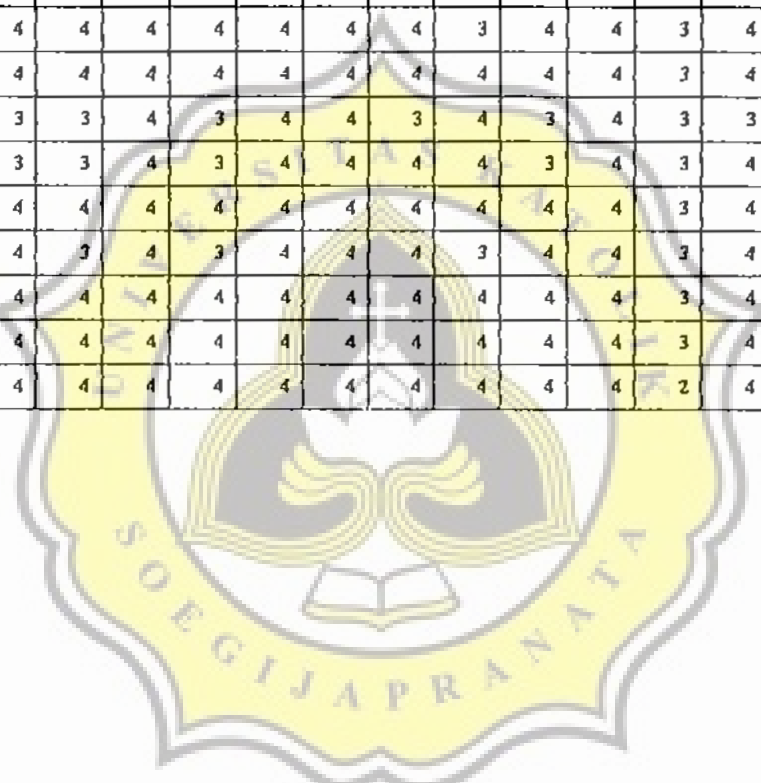 4 4 4 4 4 4 4 3 4 4 3 4
4 4 4 4 4 4 4 4 4 4 3 4
3 3 4 3 4 4 3 4 3 4 3 3
3 3 4 3 4 4 4 4 3 4 3 4
4 4 4 4 4 4 4 4 4 4 3 4
4 3 4 3 4 4 4 3 4 4 3 4
4 4 4 4 4 4 4 4 4 4 3 4
4 4 4 4 4 4 4 4 4 4 3 4
4 4 4 4 4 4 4 4 4 4 2 4
UNIVERSITAS KATOLIK
SOEGIJAPRANATA